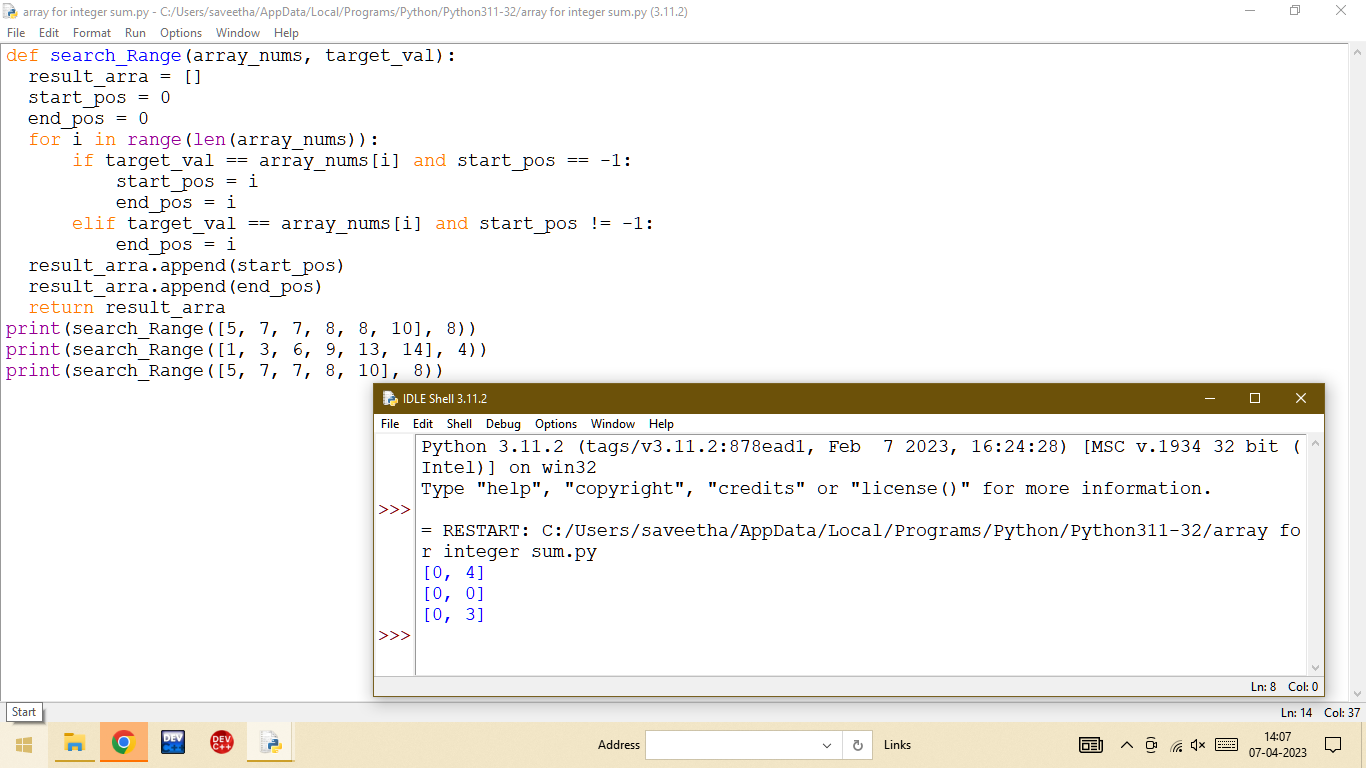 array for integer sum.py - C:/Users/saveetha/AppData/Local/Programs/Python/Python311-32/array for integer sum.py (3.11.2)
File Edit Format Run Options Window Help
def search_Range(array_nums, target_val):
  result_arra = []
  start_pos = 0
  end_pos = 0
  for i in range(len(array_nums)):
      if target_val == array_nums[i] and start_pos == -1:
          start_pos = i
          end_pos = i
      elif target_val == array_nums[i] and start_pos != -1:
          end_pos = i
  result_arra.append(start_pos)
  result_arra.append(end_pos)
  return result_arra
print(search_Range([5, 7, 7, 8, 8, 10], 8))
print(search_Range([1, 3, 6, 9, 13, 14], 4))
print(search_Range([5, 7, 7, 8, 10], 8))
IDLE Shell 3.11.2
File Edit Shell Debug Options Window Help
Python 3.11.2 (tags/v3.11.2:878ead1, Feb  7 2023, 16:24:28) [MSC v.1934 32 bit (
Intel)] on win32
Type "help", "copyright", "credits" or "license()" for more information.
>>>
= RESTART: C:/Users/saveetha/AppData/Local/Programs/Python/Python311-32/array fo
r integer sum.py
[0, 4]
[0, 0]
[0, 3]
>>>
Ln: 8 Col: 0
Start
Ln: 14 Col: 37
DEV C++
DEV C++
Address
Links
14:07
07-04-2023